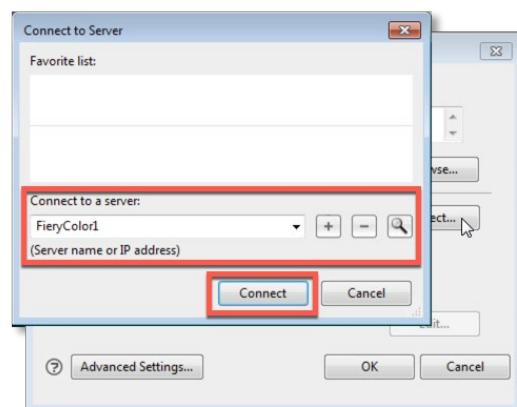 Connect to Server
Favorite list:
Connect to a server:
FieryColor1
(Server name or IP address)
Connect
Cancel
Advanced Settings...
OK
Cancel